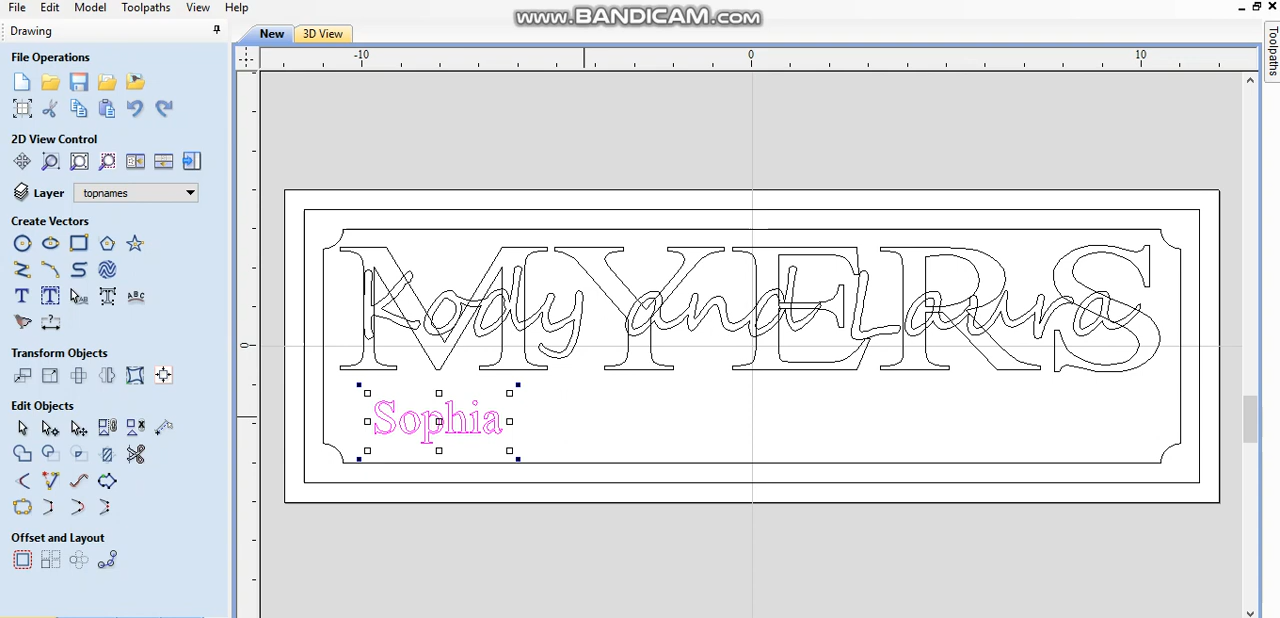 www.BANDICAM.com
File Edit Model Toolpaths View Help
Drawing
New 3D View
Toolpaths
File Operations
-10 0 10
2D View Control
Layer topnames
Create Vectors
MYERS
Kody and Laura
0
Transform Objects
Edit Objects
Sophia
Offset and Layout